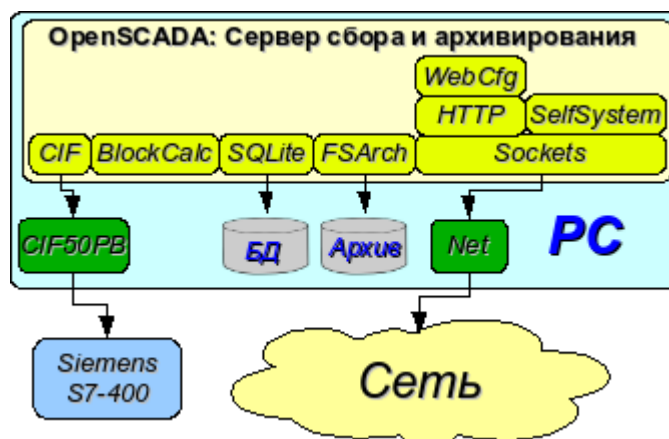 OpenSCADA: Сервер сбора и архивирования
WebCfg
HTTP SelfSystem
CIF BlockCalc SQLite FSArch Sockets
CIF50PB БД Архив Net PC
Siemens
S7-400
Сеть